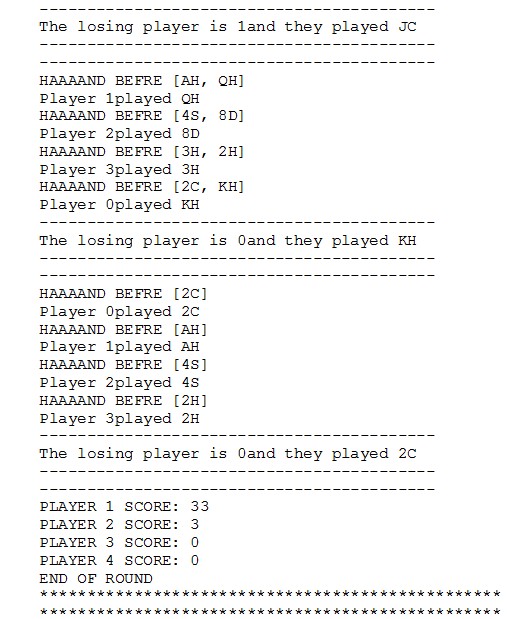 ------------------------------------------
The losing player is 1and they played JC
------------------------------------------
------------------------------------------
HAAAAND BEFRE [AH, QH]
Player 1played QH
HAAAAND BEFRE [4S, 8D]
Player 2played 8D
HAAAAND BEFRE [3H, 2H]
Player 3played 3H
HAAAAND BEFRE [2C, KH]
Player 0played KH
------------------------------------------
The losing player is 0and they played KH
------------------------------------------
------------------------------------------
HAAAAND BEFRE [2C]
Player 0played 2C
HAAAAND BEFRE [AH]
Player 1played AH
HAAAAND BEFRE [4S]
Player 2played 4S
HAAAAND BEFRE [2H]
Player 3played 2H
------------------------------------------
The losing player is 0and they played 2C
------------------------------------------
------------------------------------------
PLAYER 1 SCORE: 33
PLAYER 2 SCORE: 3
PLAYER 3 SCORE: 0
PLAYER 4 SCORE: 0
END OF ROUND
*************************************************
*************************************************